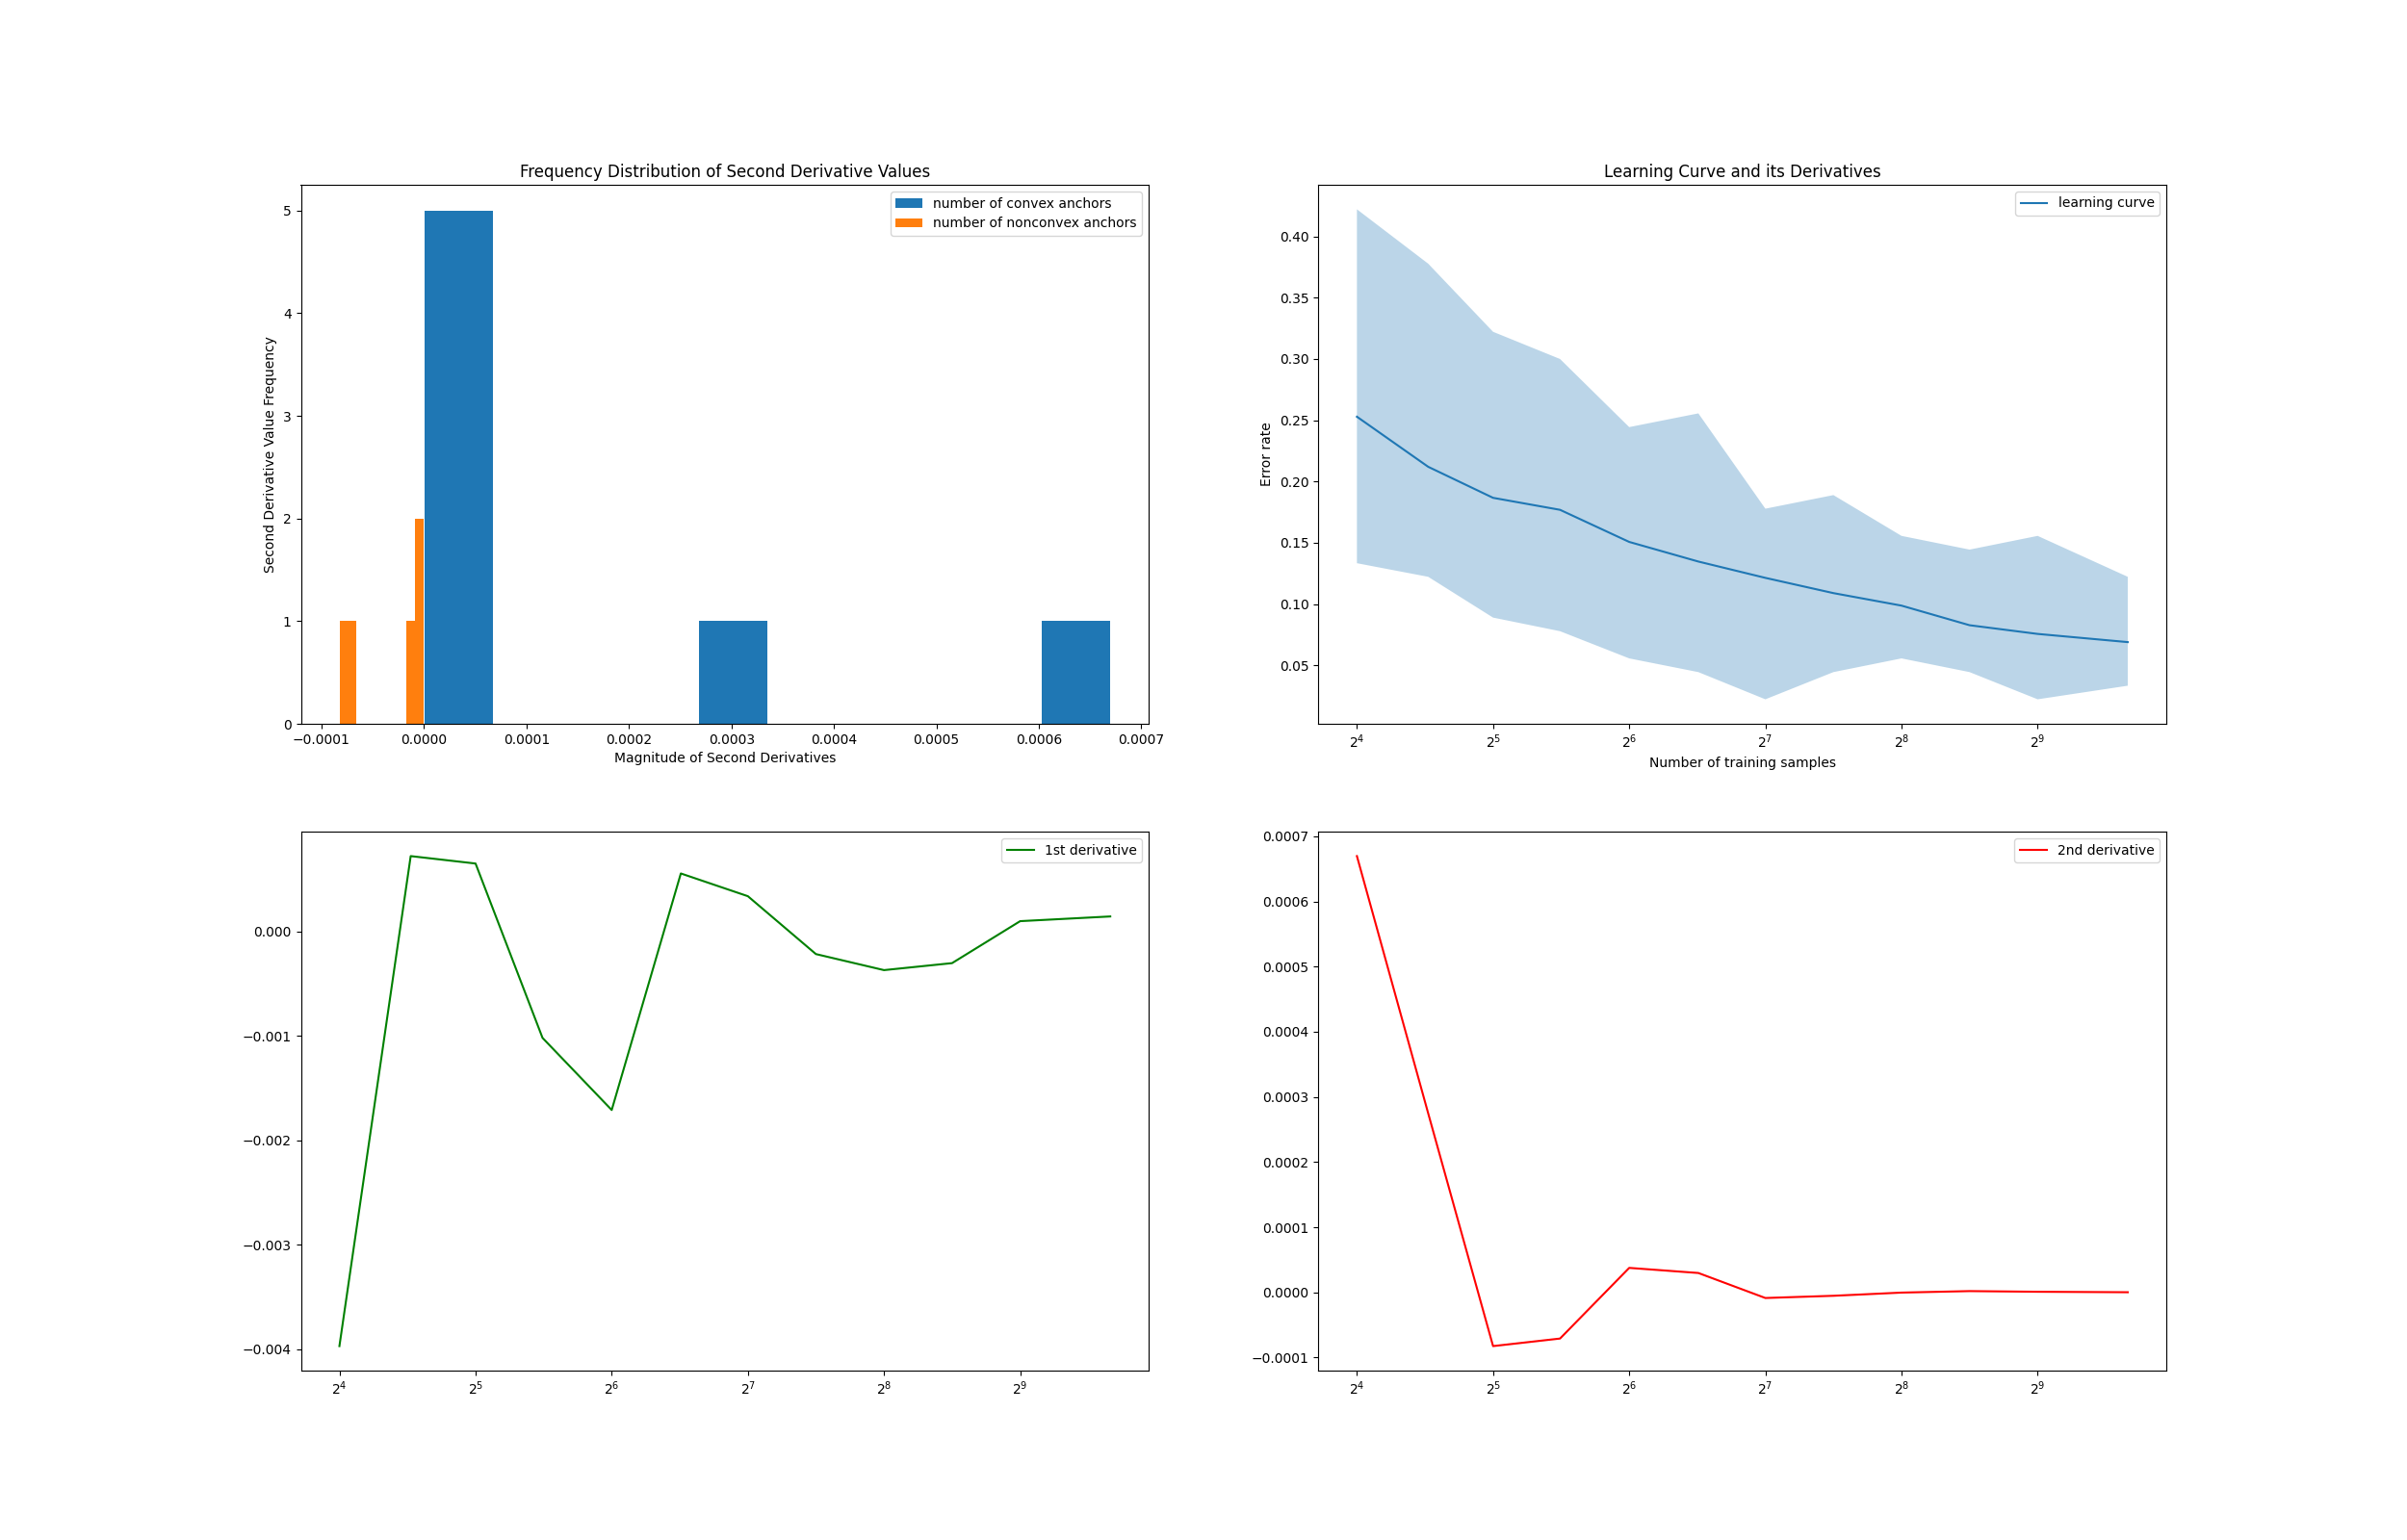 Frequency Distribution of Second Derivative Values
number of convex anchors
number of nonconvex anchors
Second Derivative Value Frequency
5
4
3
2
1
0
−0.0001 0.0000 0.0001 0.0002 0.0003 0.0004 0.0005 0.0006 0.0007
Magnitude of Second Derivatives
Learning Curve and its Derivatives
learning curve
Error rate
0.40
0.35
0.30
0.25
0.20
0.15
0.10
0.05
2⁴ 2⁵ 2⁶ 2⁷ 2⁸ 2⁹
Number of training samples
1st derivative
0.000
−0.001
−0.002
−0.003
−0.004
2⁴ 2⁵ 2⁶ 2⁷ 2⁸ 2⁹
2nd derivative
0.0007
0.0006
0.0005
0.0004
0.0003
0.0002
0.0001
0.0000
−0.0001
2⁴ 2⁵ 2⁶ 2⁷ 2⁸ 2⁹